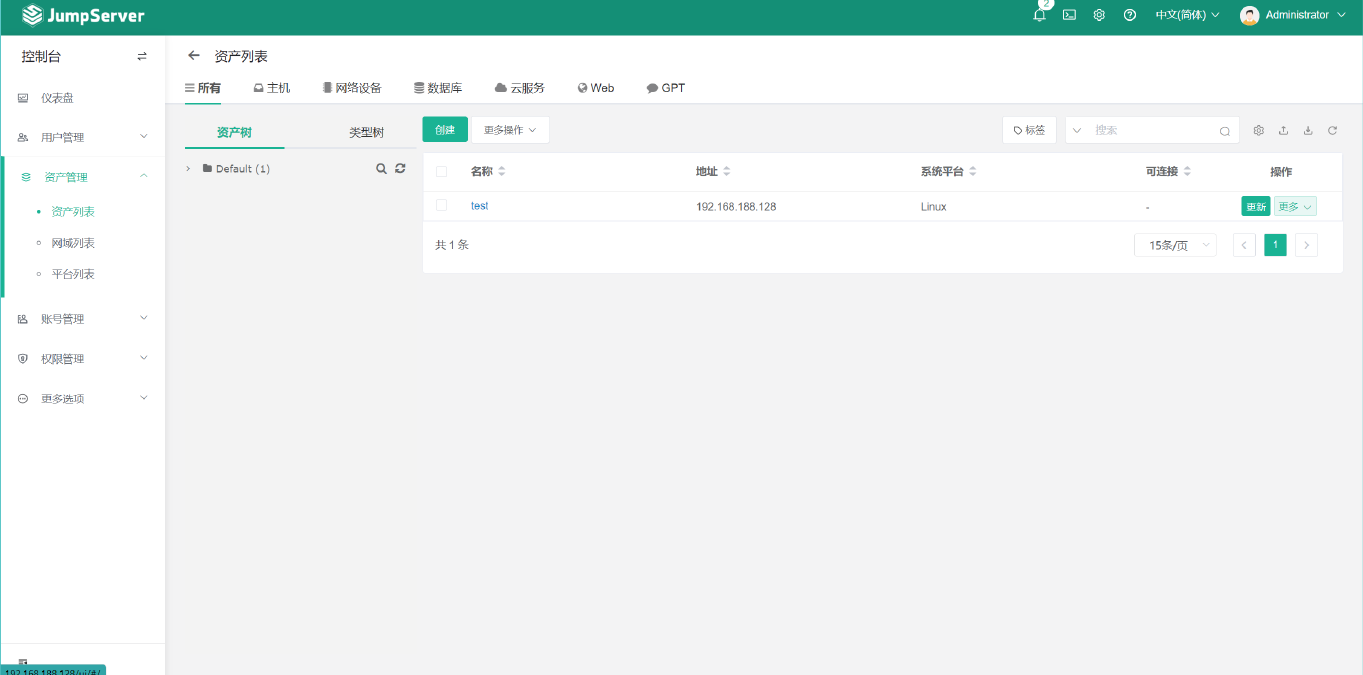 JumpServer
2
中文(简体)
Administrator
控制台
仪表盘
用户管理
资产管理
资产列表
网域列表
平台列表
账号管理
权限管理
更多选项
资产列表
所有 主机 网络设备 数据库 云服务 Web GPT
资产树 类型树
Default (1)
创建 更多操作 标签 搜索
名称 地址 系统平台 可连接 操作
test 192.168.188.128 Linux - 更新 更多
共 1 条 15条/页 1
192.168.188.128/ui/#/